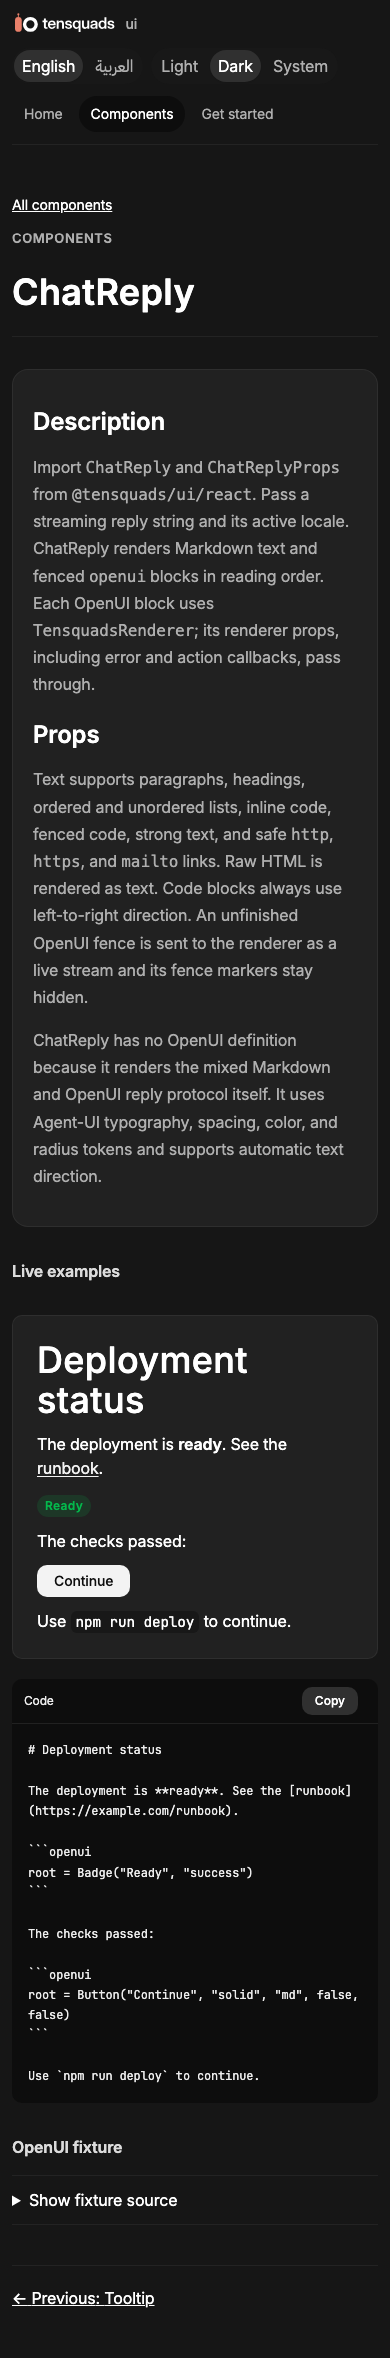 tensquads ui
English العربية Light Dark System
Home Components Get started
All components
COMPONENTS
ChatReply
Description
Import ChatReply and ChatReplyProps
from @tensquads/ui/react. Pass a
streaming reply string and its active locale.
ChatReply renders Markdown text and
fenced openui blocks in reading order.
Each OpenUI block uses
TensquadsRenderer; its renderer props,
including error and action callbacks, pass
through.
Props
Text supports paragraphs, headings,
ordered and unordered lists, inline code,
fenced code, strong text, and safe http,
https, and mailto links. Raw HTML is
rendered as text. Code blocks always use
left-to-right direction. An unfinished
OpenUI fence is sent to the renderer as a
live stream and its fence markers stay
hidden.
ChatReply has no OpenUI definition
because it renders the mixed Markdown
and OpenUI reply protocol itself. It uses
Agent-UI typography, spacing, color, and
radius tokens and supports automatic text
direction.
Live examples
Deployment
status
The deployment is ready. See the
runbook.
Ready
The checks passed:
Continue
Use npm run deploy to continue.
Code Copy
# Deployment status
The deployment is **ready**. See the [runbook]
(https://example.com/runbook).
```openui
root = Badge("Ready", "success")
```
The checks passed:
```openui
root = Button("Continue", "solid", "md", false,
false)
```
Use `npm run deploy` to continue.
OpenUI fixture
▶ Show fixture source
← Previous: Tooltip